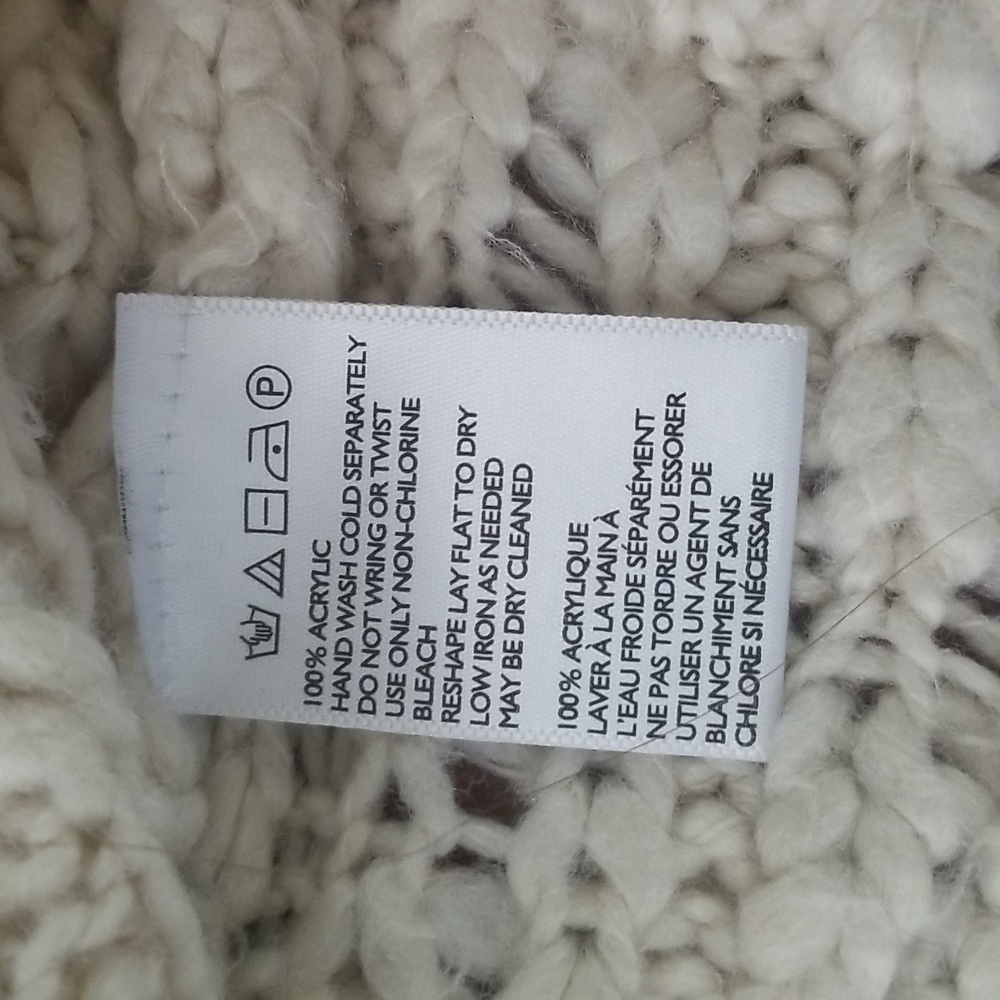 P
100% ACRYLIC
HAND WASH COLD SEPARATELY
DO NOT WRING OR TWIST
USE ONLY NON-CHLORINE
BLEACH
RESHAPE LAY FLAT TO DRY
LOW IRON AS NEEDED
MAY BE DRY CLEANED
100% ACRYLIQUE
LAVER À LA MAIN À
L'EAU FROIDE SÉPARÉMENT
NE PAS TORDRE OU ESSORER
UTILISER UN AGENT DE
BLANCHIMENT SANS
CHLORE SI NÉCESSAIRE